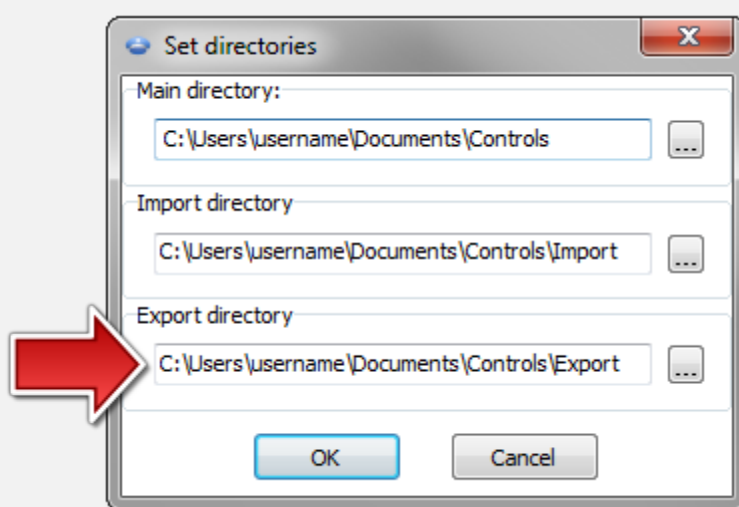 Set directories
Main directory:
C:\Users\username\Documents\Controls
...
Import directory
C:\Users\username\Documents\Controls\Import
...
Export directory
C:\Users\username\Documents\Controls\Export
...
OK
Cancel